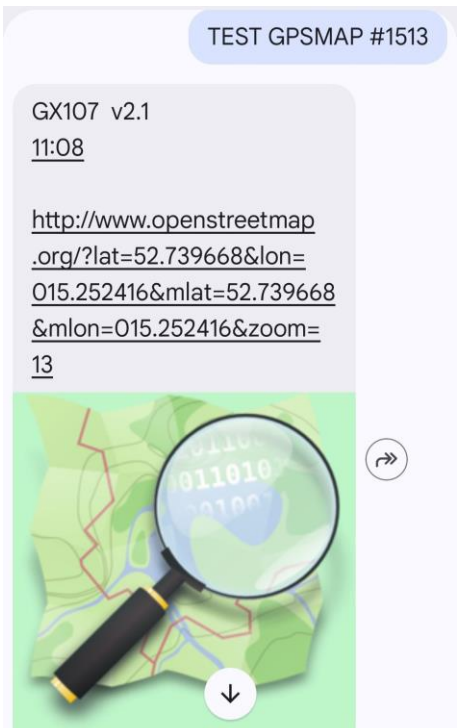 TEST GPSMAP #1513
GX107 v2.1
11:08
http://www.openstreetmap
.org/?lat=52.739668&lon=
015.252416&mlat=52.739668
&mlon=015.252416&zoom=
13
011010